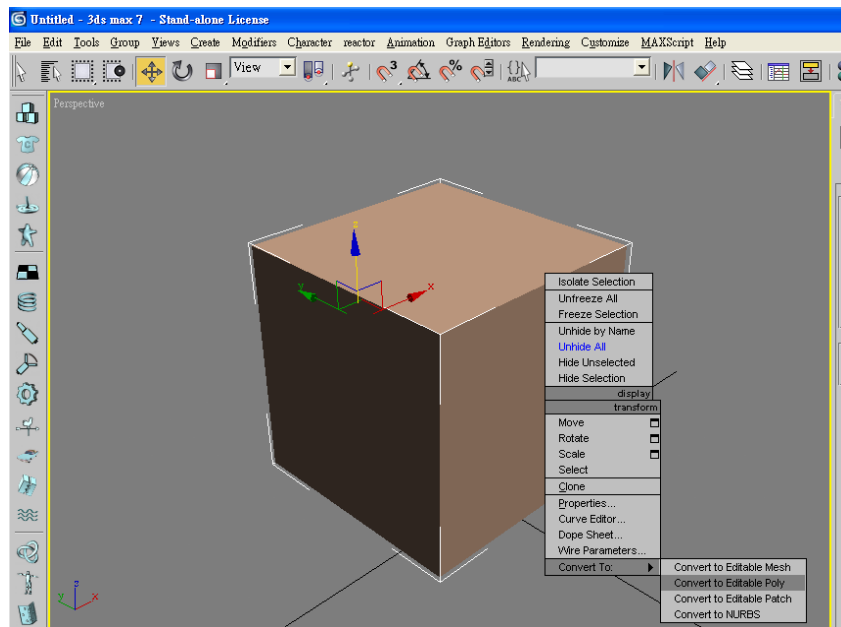 Untitled - 3ds max 7 - Stand-alone License
File Edit Tools Group Views Create Modifiers Character reactor Animation Graph Editors Rendering Customize MAXScript Help
View
3
%
ABC
Perspective
z
y
x
Isolate Selection
Unfreeze All
Freeze Selection
Unhide by Name
Unhide All
Hide Unselected
Hide Selection
display
transform
Move
Rotate
Scale
Select
Clone
Properties...
Curve Editor...
Dope Sheet...
Wire Parameters...
Convert To:
Convert to Editable Mesh
Convert to Editable Poly
Convert to Editable Patch
Convert to NURBS
z
y
x